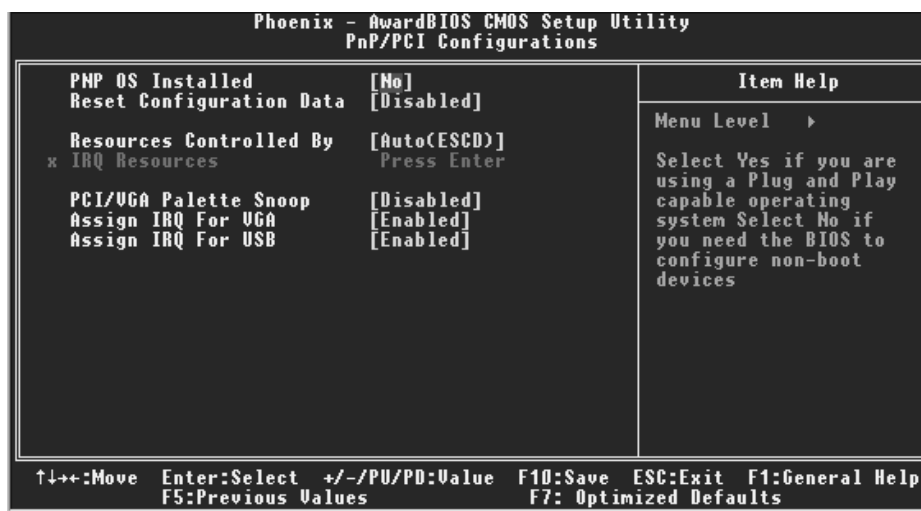 Phoenix - AwardBIOS CMOS Setup Utility
PnP/PCI Configurations
PNP OS Installed [No]
Reset Configuration Data [Disabled]
Resources Controlled By [Auto(ESCD)]
x IRQ Resources Press Enter
PCI/VGA Palette Snoop [Disabled]
Assign IRQ For VGA [Enabled]
Assign IRQ For USB [Enabled]
Item Help
Menu Level ▸
Select Yes if you are
using a Plug and Play
capable operating
system Select No if
you need the BIOS to
configure non-boot
devices
↑↓→←:Move Enter:Select +/-/PU/PD:Value F10:Save ESC:Exit F1:General Help
F5:Previous Values F7: Optimized Defaults